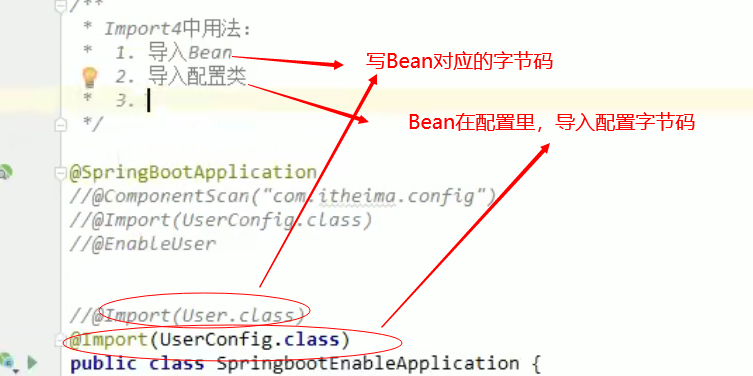 /**
* Import4中用法：
* 1. 导入Bean
写Bean对应的字节码
* 2. 导入配置类
* 3.
Bean在配置里，导入配置字节码
*/
@SpringBootApplication
//@ComponentScan("com.itheima.config")
//@Import(UserConfig.class)
//@EnableUser
//@Import(User.class)
@Import(UserConfig.class)
public class SpringbootEnableApplication {